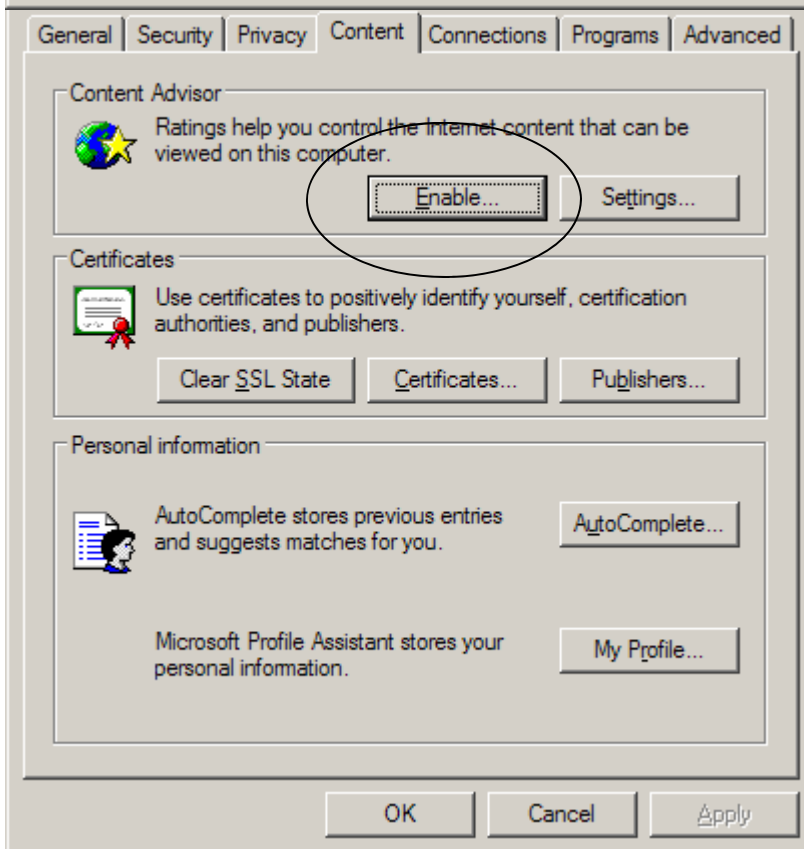 General Security Privacy Content Connections Programs Advanced
Content Advisor
Ratings help you control the Internet content that can be
viewed on this computer.
Enable... Settings...
Certificates
Use certificates to positively identify yourself, certification
authorities, and publishers.
Clear SSL State Certificates... Publishers...
Personal information
AutoComplete stores previous entries
and suggests matches for you.
AutoComplete...
Microsoft Profile Assistant stores your
personal information.
My Profile...
OK Cancel Apply